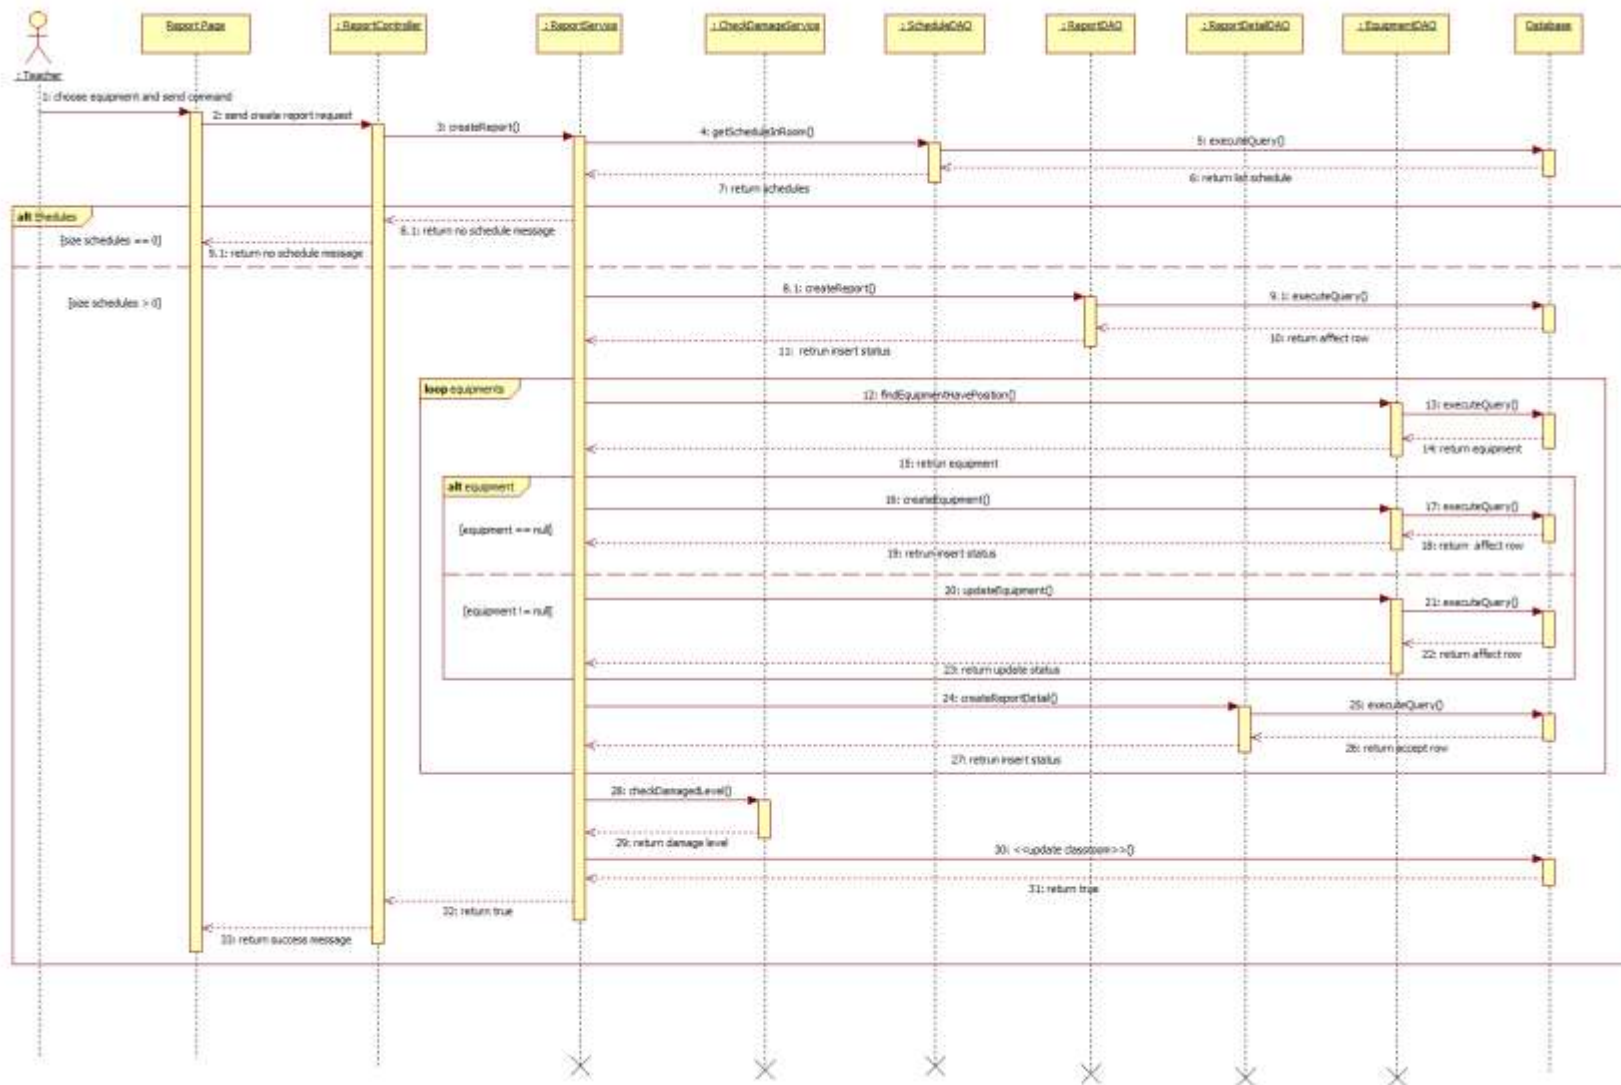 : Teacher
Report Page
: ReportController
: ReportService
: CheckDamageService
: ScheduleDAO
: ReportDAO
: ReportDetailDAO
: EquipmentDAO
Database
1: choose equipment and send command
2: send create report request
3: createReport()
4: getScheduleInRoom()
5: executeQuery()
6: return list schedule
7: return schedules
alt shedules
[size schedules == 0]
8.1: return no schedule message
9.1: return no schedule message
[size schedules > 0]
8.1: createReport()
9.1: executeQuery()
10: return affect row
11: retrun insert status
loop equipments
12: findEquipmentHavePosition()
13: executeQuery()
14: return equipment
15: retrun equipment
alt equipment
[equipment == null]
16: createEquipment()
17: executeQuery()
18: return affect row
19: retrun insert status
[equipment != null]
20: updateEquipment()
21: executeQuery()
22: return affect row
23: return update status
24: createReportDetail()
25: executeQuery()
26: return accept row
27: retrun insert status
28: checkDamagedLevel()
29: return damage level
30: <<update classroom>>()
31: return true
32: return true
33: return success message